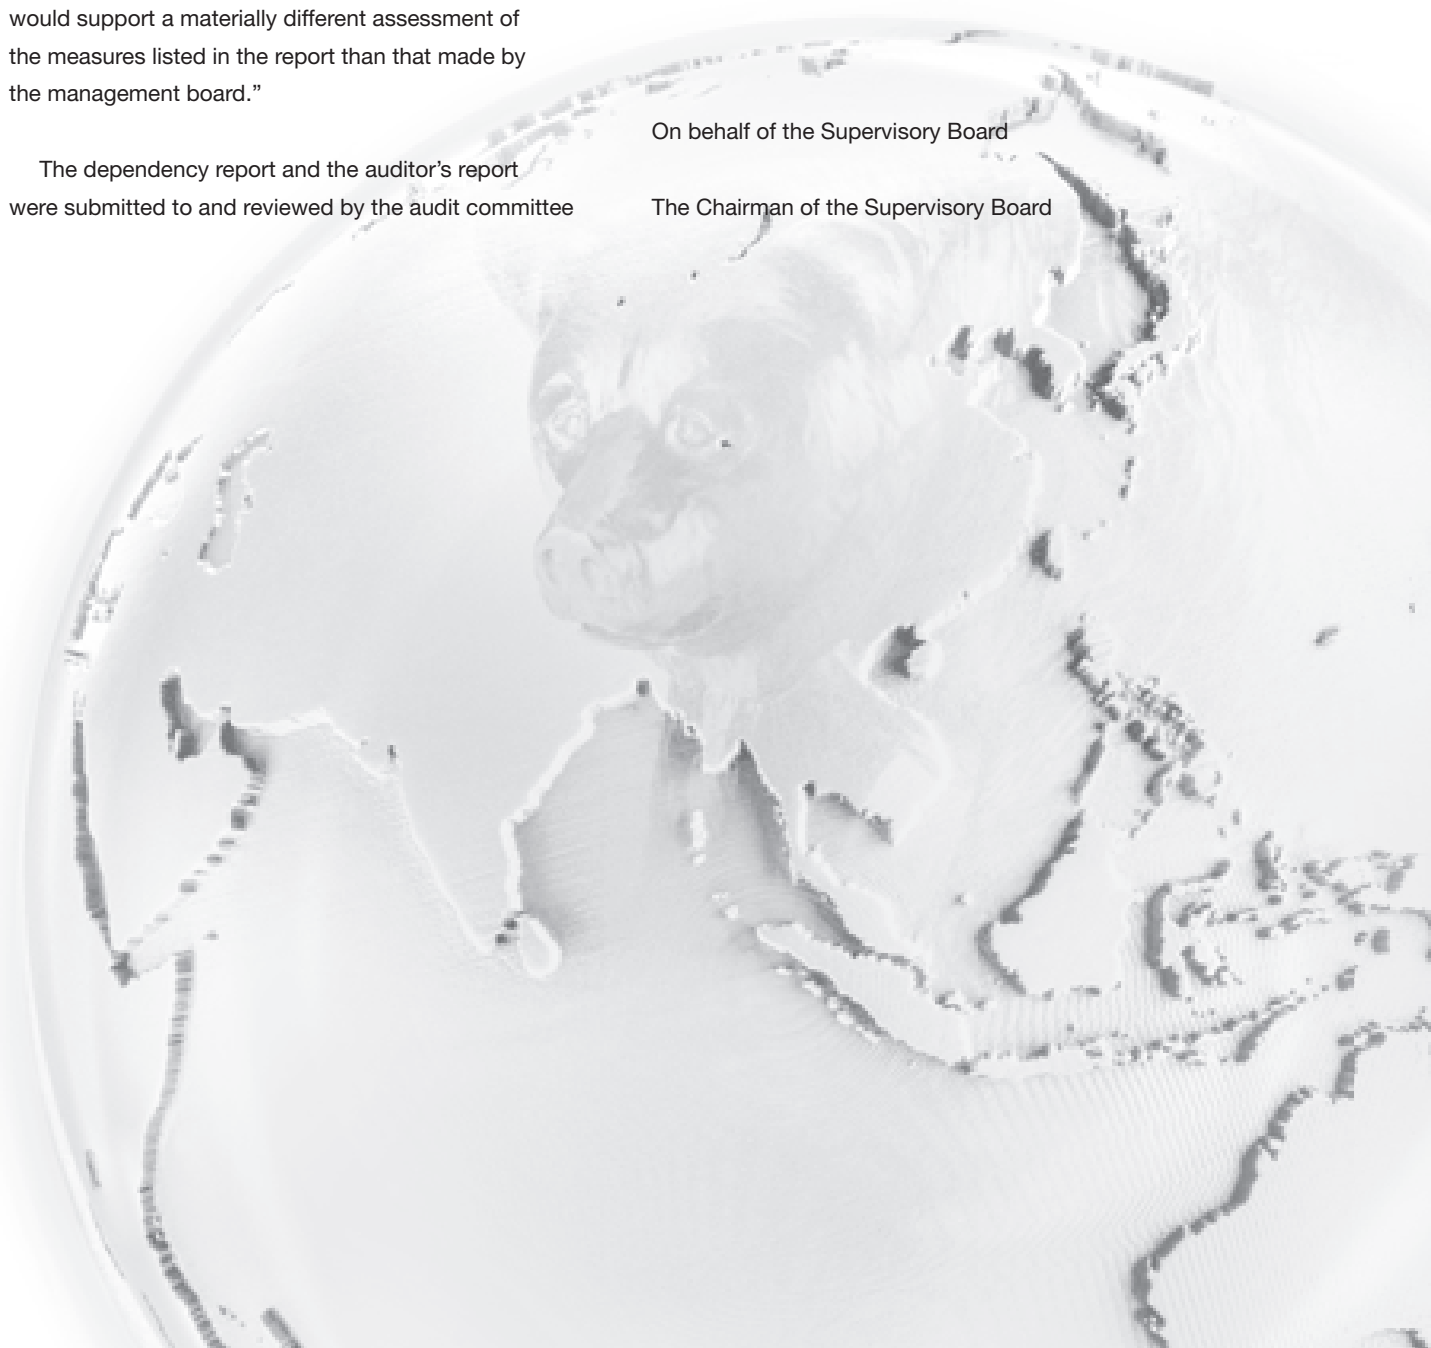 would support a materially different assessment of
the measures listed in the report than that made by
the management board.”
The dependency report and the auditor’s report
were submitted to and reviewed by the audit committee
On behalf of the Supervisory Board
The Chairman of the Supervisory Board